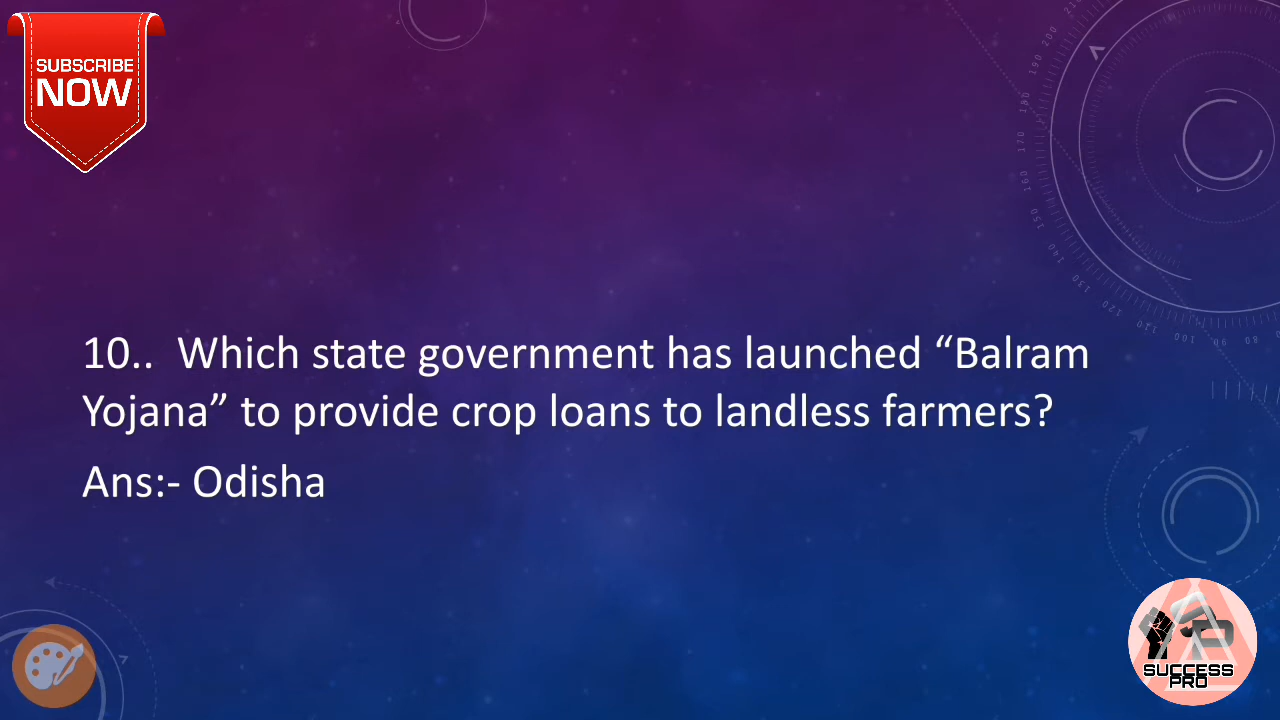 SUBSCRIBE
NOW
10..  Which state government has launched “Balram
Yojana” to provide crop loans to landless farmers?
Ans:- Odisha
SUCCESS
PRO